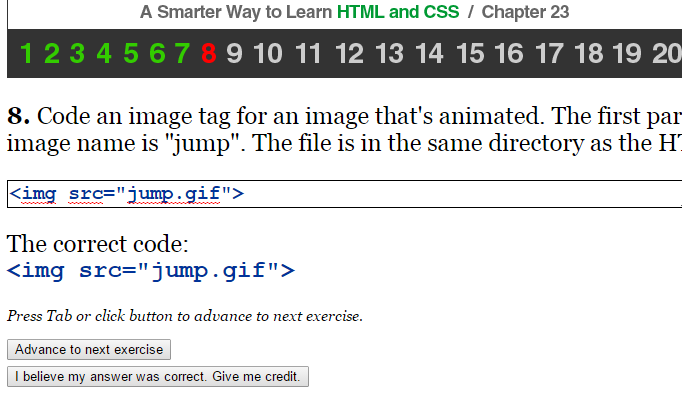 A Smarter Way to Learn HTML and CSS / Chapter 23
1 2 3 4 5 6 7 8 9 10 11 12 13 14 15 16 17 18 19 20
8. Code an image tag for an image that's animated. The first par
image name is "jump". The file is in the same directory as the HT
<img src="jump.gif">
The correct code:
<img src="jump.gif">
Press Tab or click button to advance to next exercise.
Advance to next exercise
I believe my answer was correct. Give me credit.